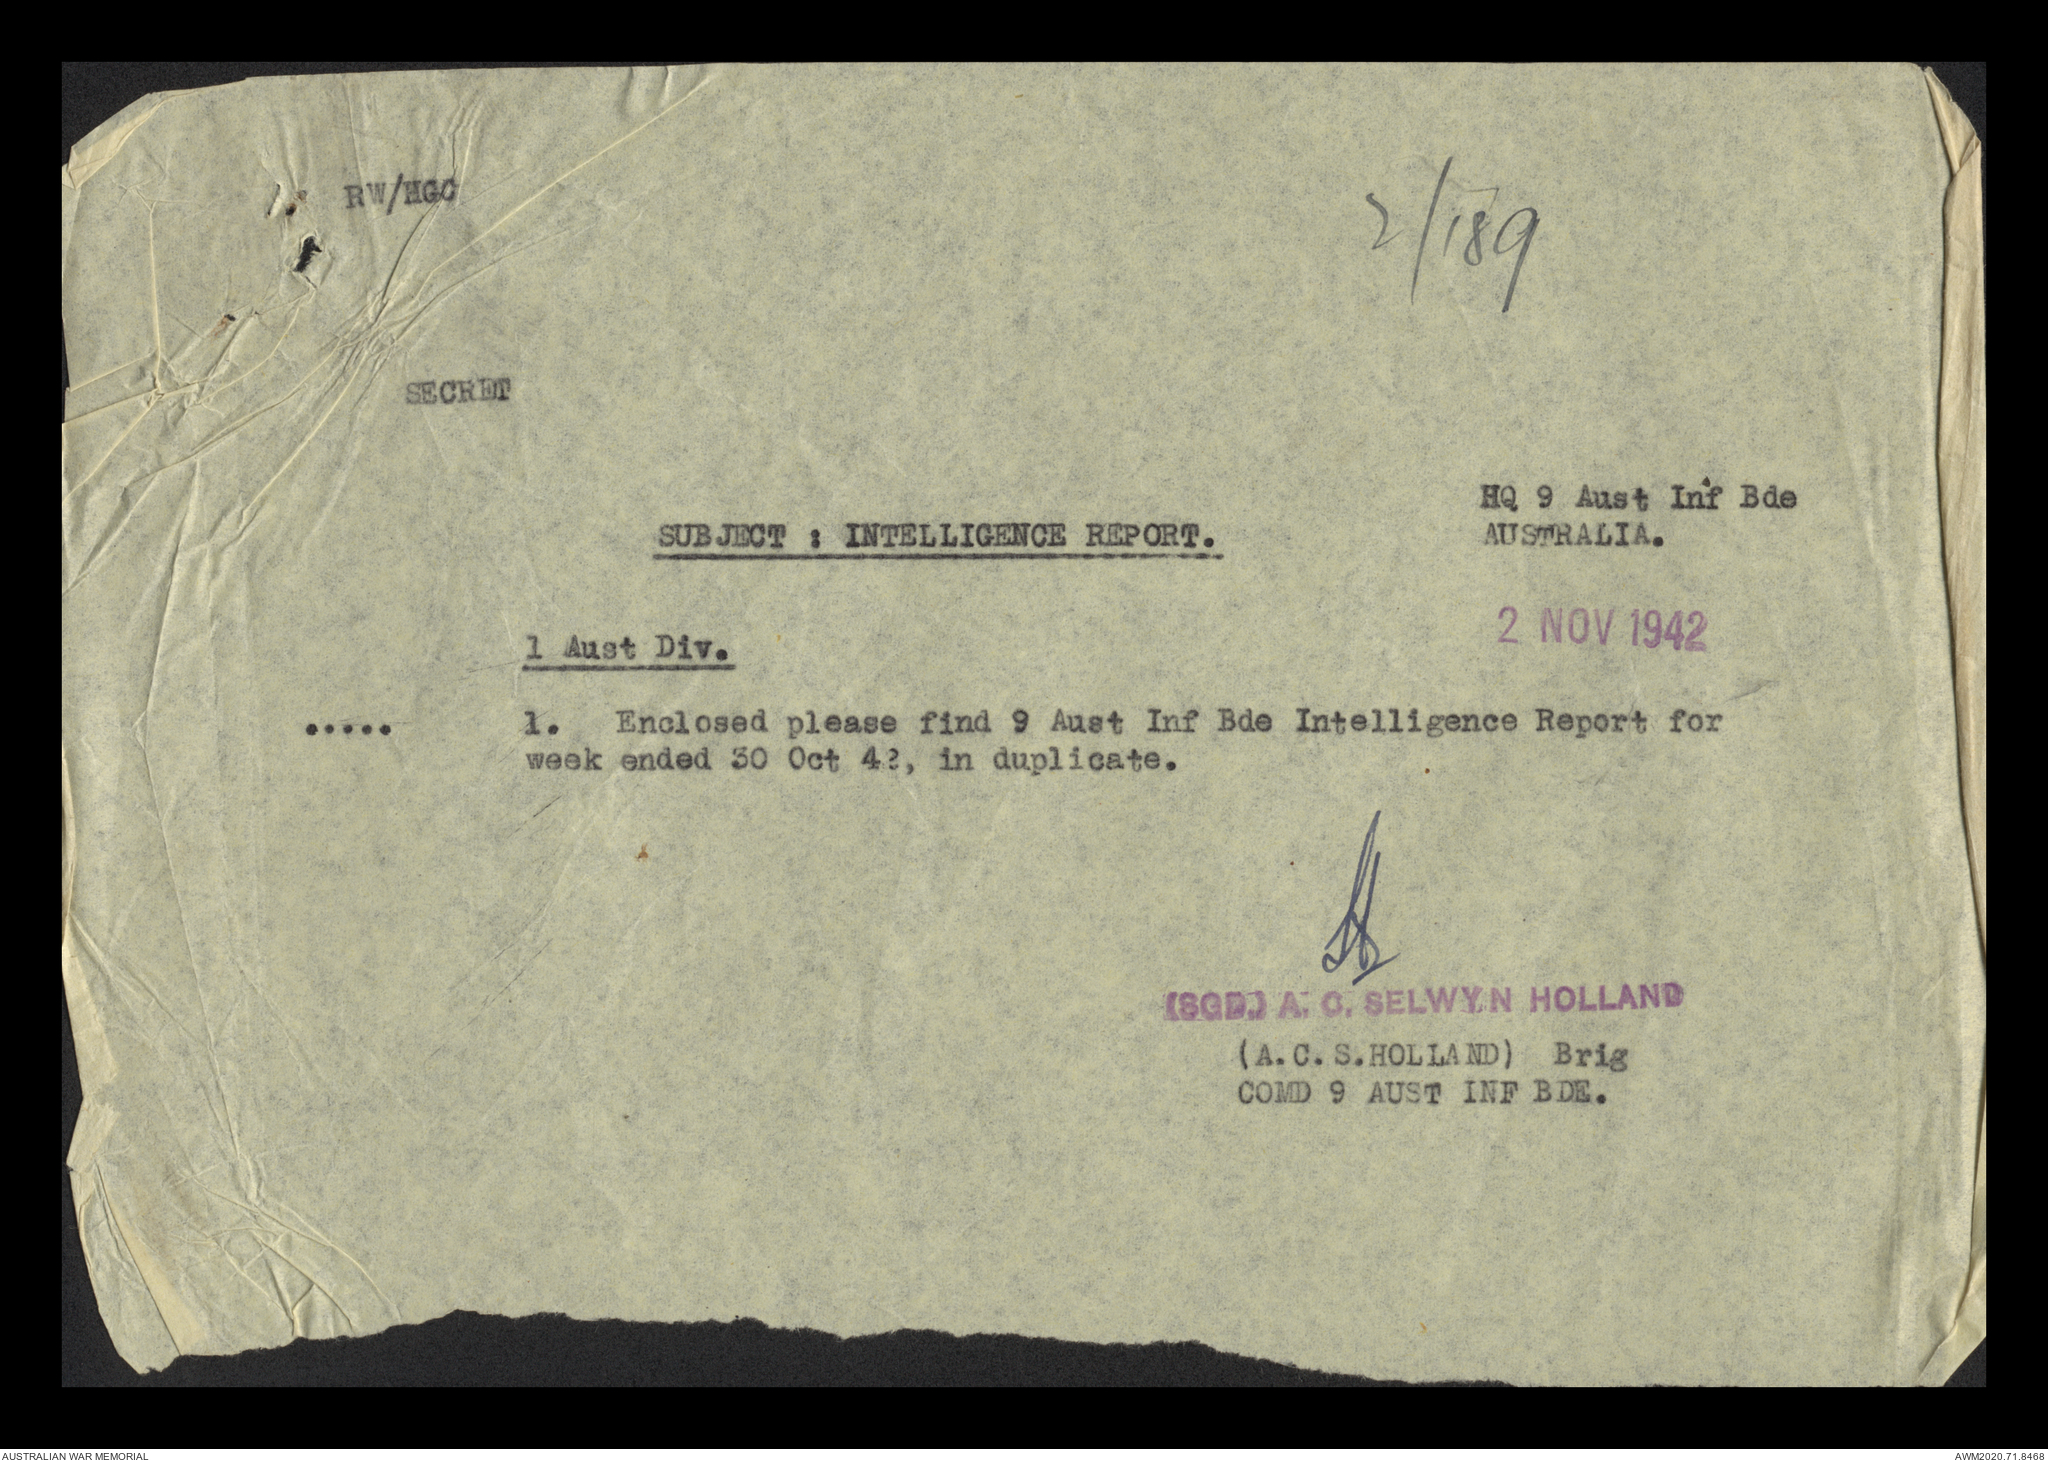 RW/HGC
2/189
SECRET
HQ 9 Aust Inf Bde
AUSTRALIA.
SUBJECT : INTELLIGENCE REPORT.
2 NOV 1942
1 Aust Div.
..... 1. Enclosed please find 9 Aust Inf Bde Intelligence Report for
week ended 30 Oct 42, in duplicate.
(SGD.) A. C. SELWYN HOLLAND
(A.C.S.HOLLAND) Brig
COMD 9 AUST INF BDE.
AUSTRALIAN WAR MEMORIAL
AWM2020.71.8468